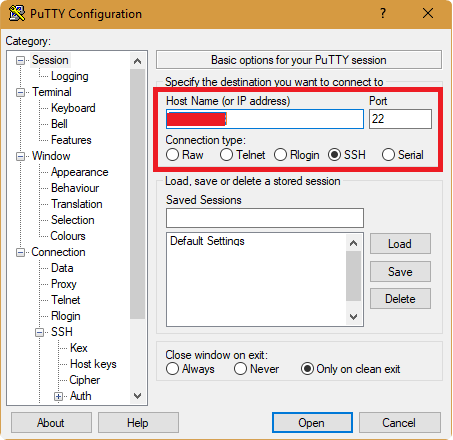 PuTTY Configuration
Category:
Session
Logging
Terminal
Keyboard
Bell
Features
Window
Appearance
Behaviour
Translation
Selection
Colours
Connection
Data
Proxy
Telnet
Rlogin
SSH
Kex
Host keys
Cipher
Auth
Basic options for your PuTTY session
Specify the destination you want to connect to
Host Name (or IP address) Port
22
Connection type:
Raw Telnet Rlogin SSH Serial
Load, save or delete a stored session
Saved Sessions
Default Settings
Load
Save
Delete
Close window on exit:
Always Never Only on clean exit
About Help Open Cancel